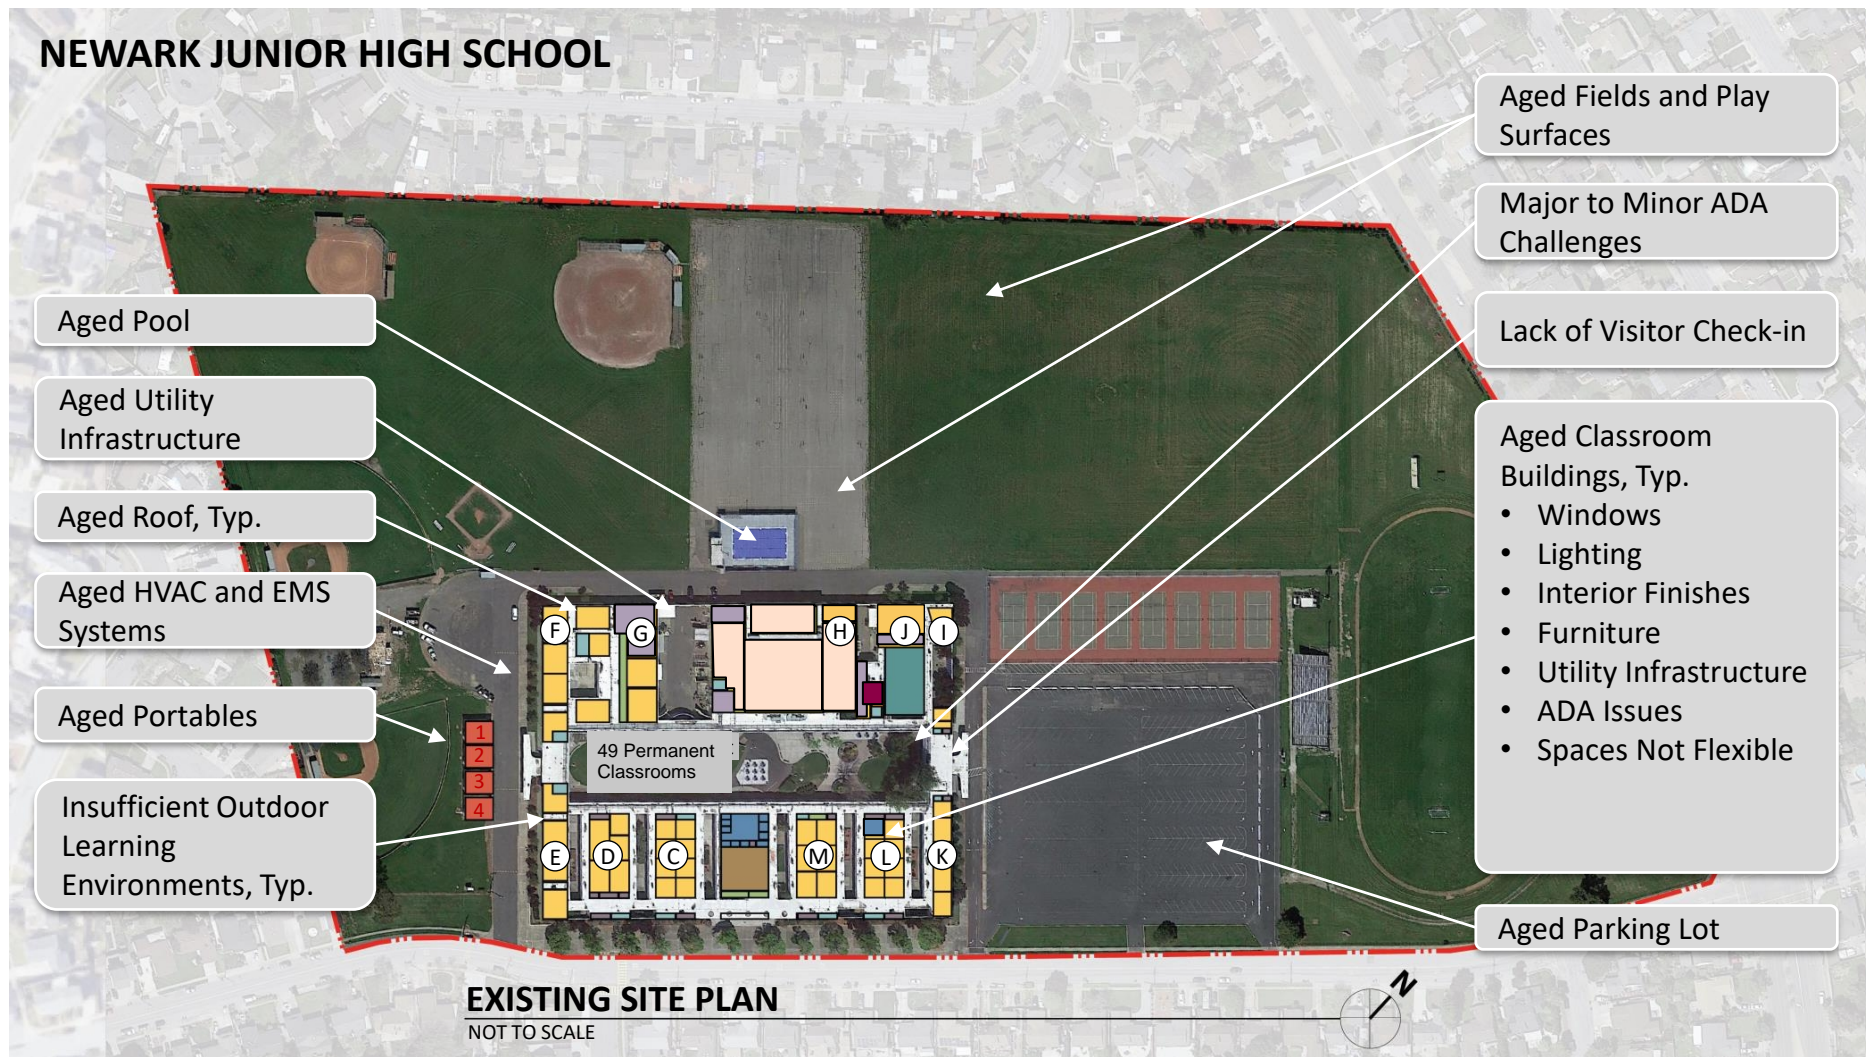 NEWARK JUNIOR HIGH SCHOOL
Aged Fields and Play
Surfaces
Major to Minor ADA
Challenges
Lack of Visitor Check-in
Aged Classroom
Buildings, Typ.
• Windows
• Lighting
• Interior Finishes
• Furniture
• Utility Infrastructure
• ADA Issues
• Spaces Not Flexible
Aged Parking Lot
Aged Pool
Aged Utility
Infrastructure
Aged Roof, Typ.
Aged HVAC and EMS
Systems
Aged Portables
Insufficient Outdoor
Learning
Environments, Typ.
F
G
H
J
I
1
2
3
4
49 Permanent
Classrooms
E
D
C
M
L
K
EXISTING SITE PLAN
NOT TO SCALE
N